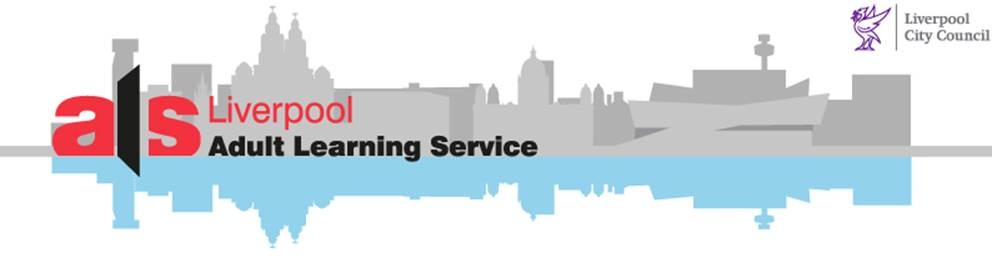 Liverpool
City Council
als Liverpool
Adult Learning Service